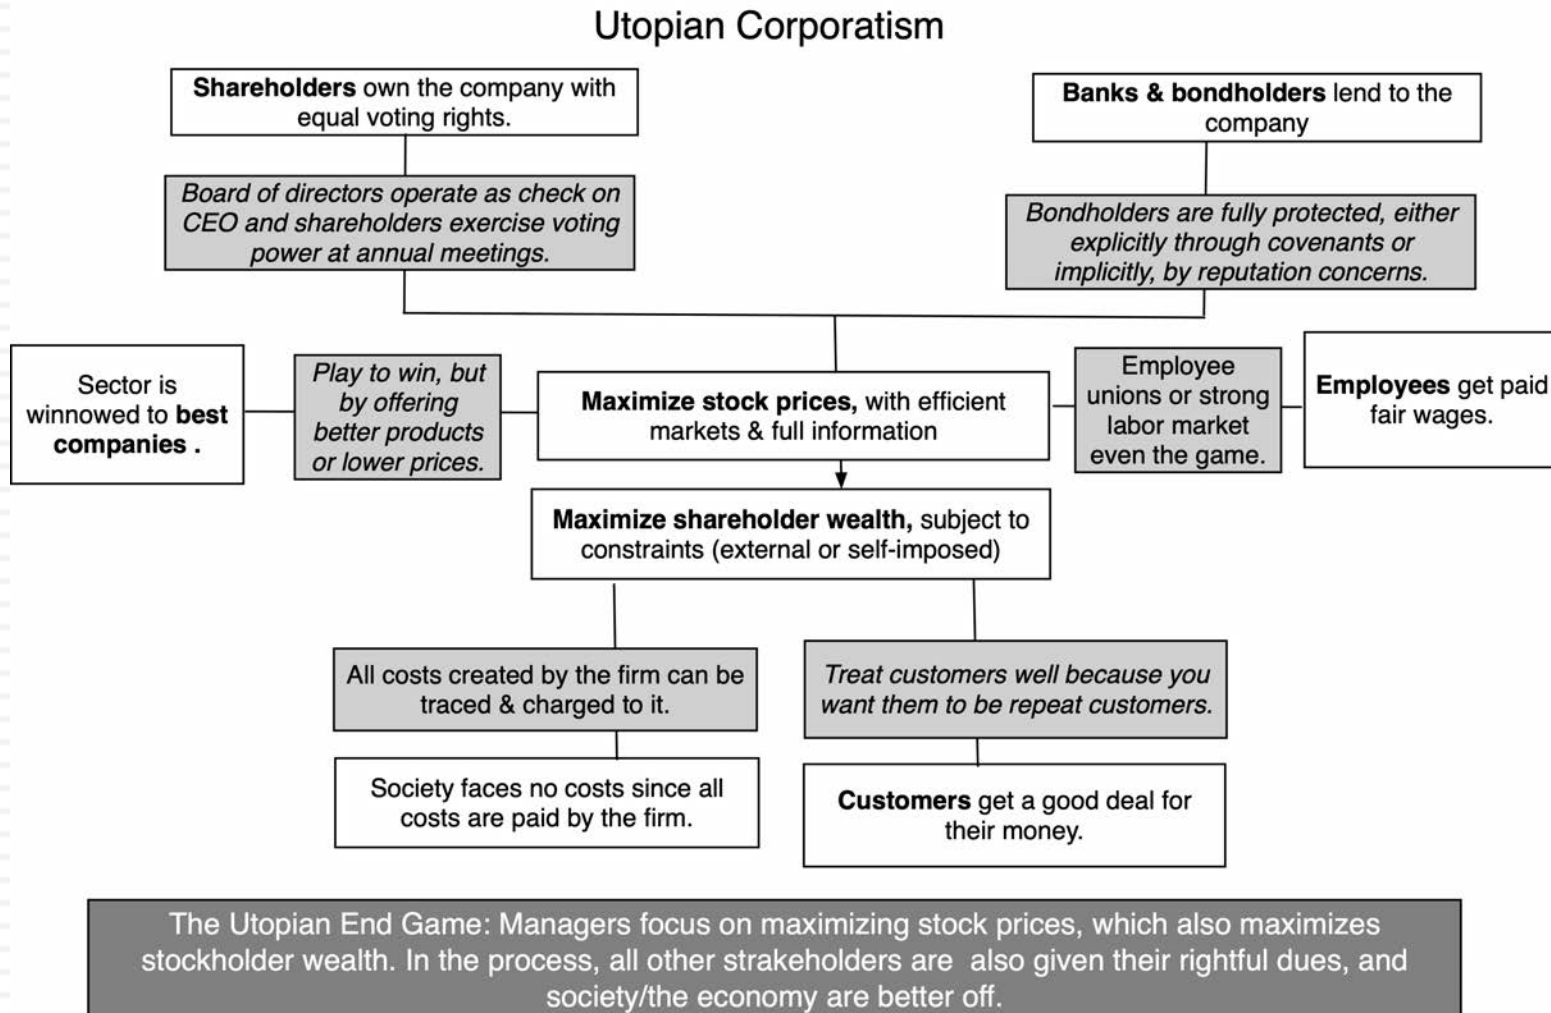 Utopian Corporatism
Shareholders own the company with
equal voting rights.
Banks & bondholders lend to the
company
Board of directors operate as check on
CEO and shareholders exercise voting
power at annual meetings.
Bondholders are fully protected, either
explicitly through covenants or
implicitly, by reputation concerns.
Sector is
winnowed to best
companies .
Play to win, but
by offering
better products
or lower prices.
Maximize stock prices, with efficient
markets & full information
Employee
unions or strong
labor market
even the game.
Employees get paid
fair wages.
Maximize shareholder wealth, subject to
constraints (external or self-imposed)
All costs created by the firm can be
traced & charged to it.
Treat customers well because you
want them to be repeat customers.
Society faces no costs since all
costs are paid by the firm.
Customers get a good deal for
their money.
The Utopian End Game: Managers focus on maximizing stock prices, which also maximizes
stockholder wealth. In the process, all other strakeholders are also given their rightful dues, and
society/the economy are better off.